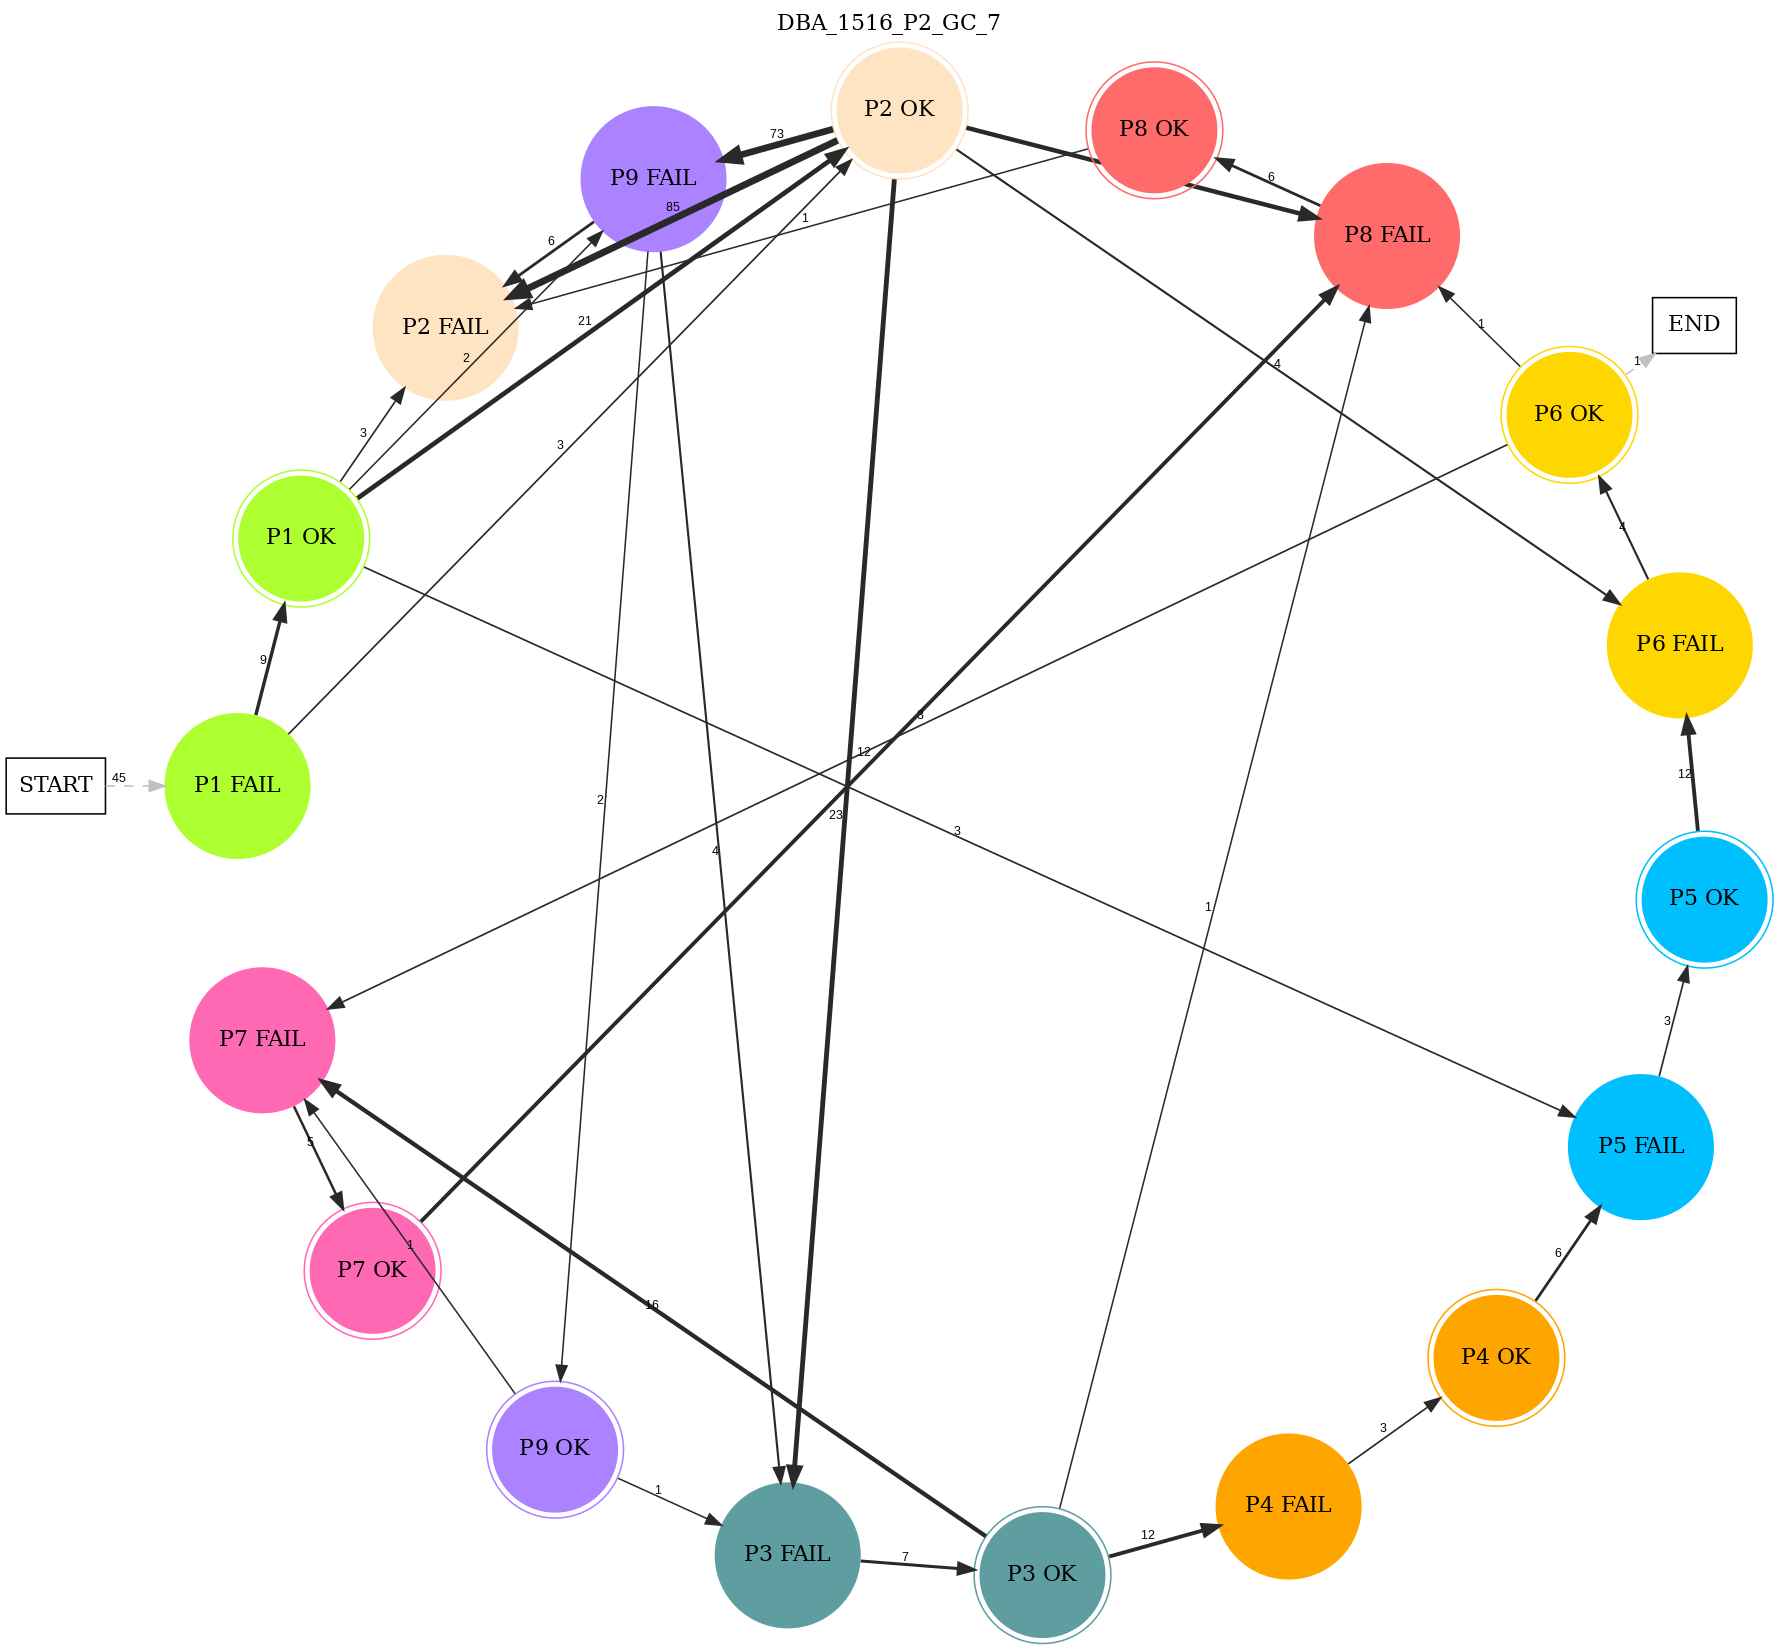 DBA_1516_P2_GC_7
P2 OK
P8 OK
73
P9 FAIL
6
85
1
P8 FAIL
6
P2 FAIL
21
2
4
1
END
1
3
3
P6 OK
4
P1 OK
9
P6 FAIL
START
45
P1 FAIL
8
12
12
2
23
3
4
1
P5 OK
3
P7 FAIL
5
P5 FAIL
1
P7 OK
16
6
P4 OK
P9 OK
3
1
P4 FAIL
P3 FAIL
7
12
P3 OK